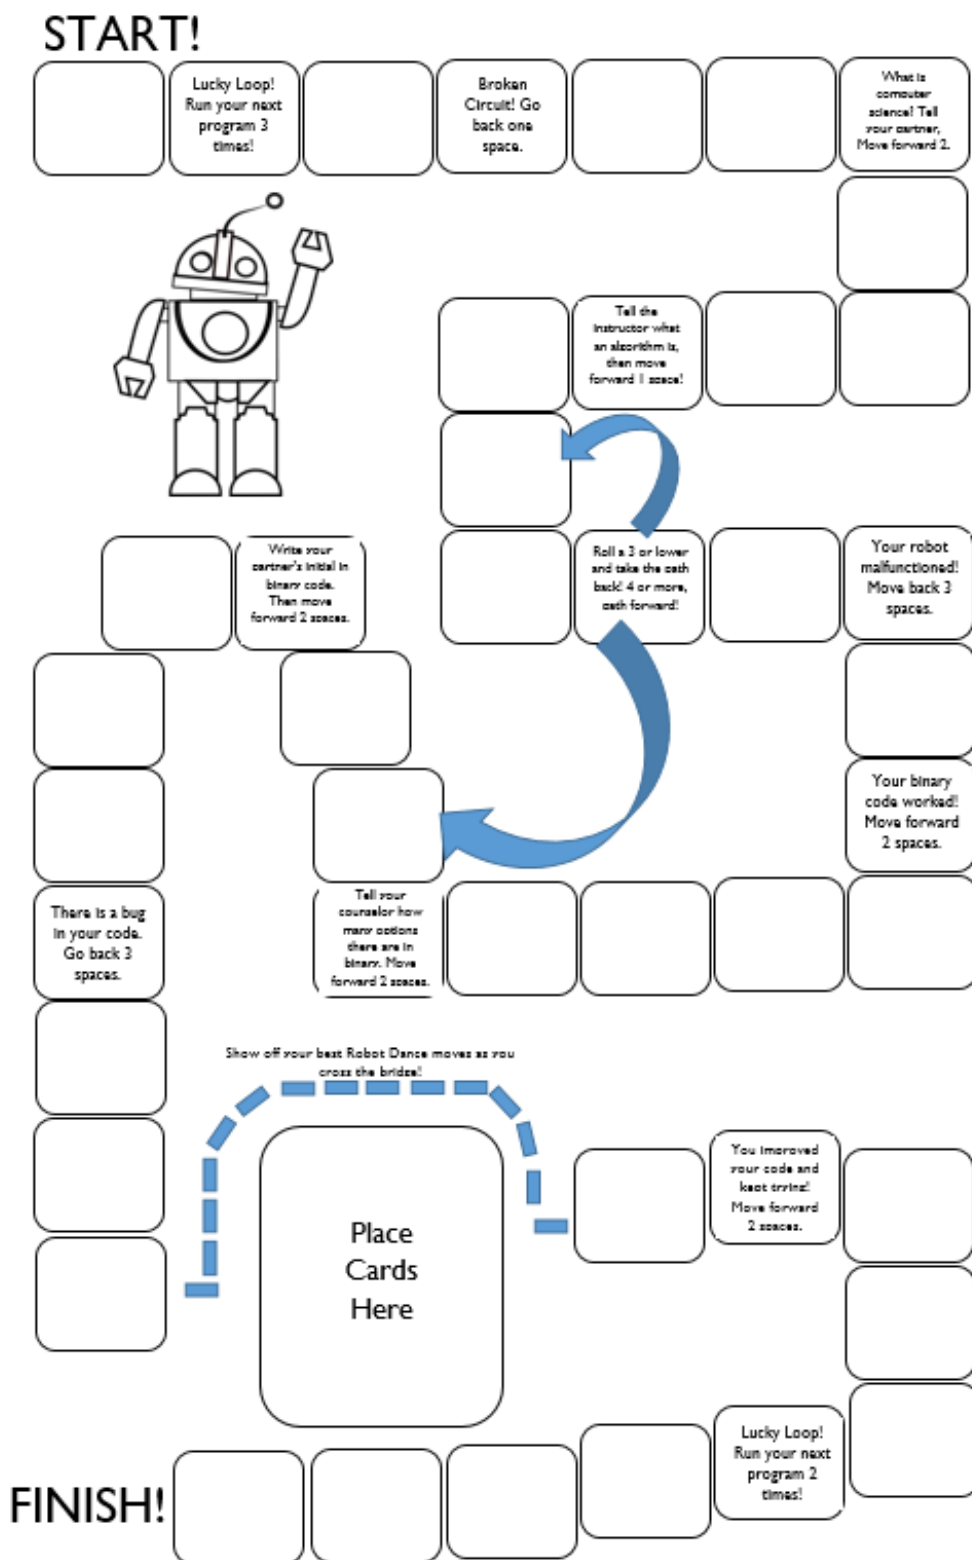 START!
Lucky Loop!
Run your next
program 3
times!
Broken
Circuit! Go
back one
space.
What is
computer
science? Tell
your partner,
Move forward 2.
Tell the
instructor what
an algorithm is,
then move
forward 1 space!
Roll a 3 or lower
and take the path
back! 4 or more,
path forward!
Your robot
malfunctioned!
Move back 3
spaces.
Your binary
code worked!
Move forward
2 spaces.
Tell your
counselor how
many options
there are in
binary. Move
forward 2 spaces.
Write your
partner's initial in
binary code.
Then move
forward 2 spaces.
There is a bug
in your code.
Go back 3
spaces.
Show off your best Robot Dance moves as you
cross the bridge!
Place
Cards
Here
You improved
your code and
kept trying!
Move forward
2 spaces.
Lucky Loop!
Run your next
program 2
times!
FINISH!